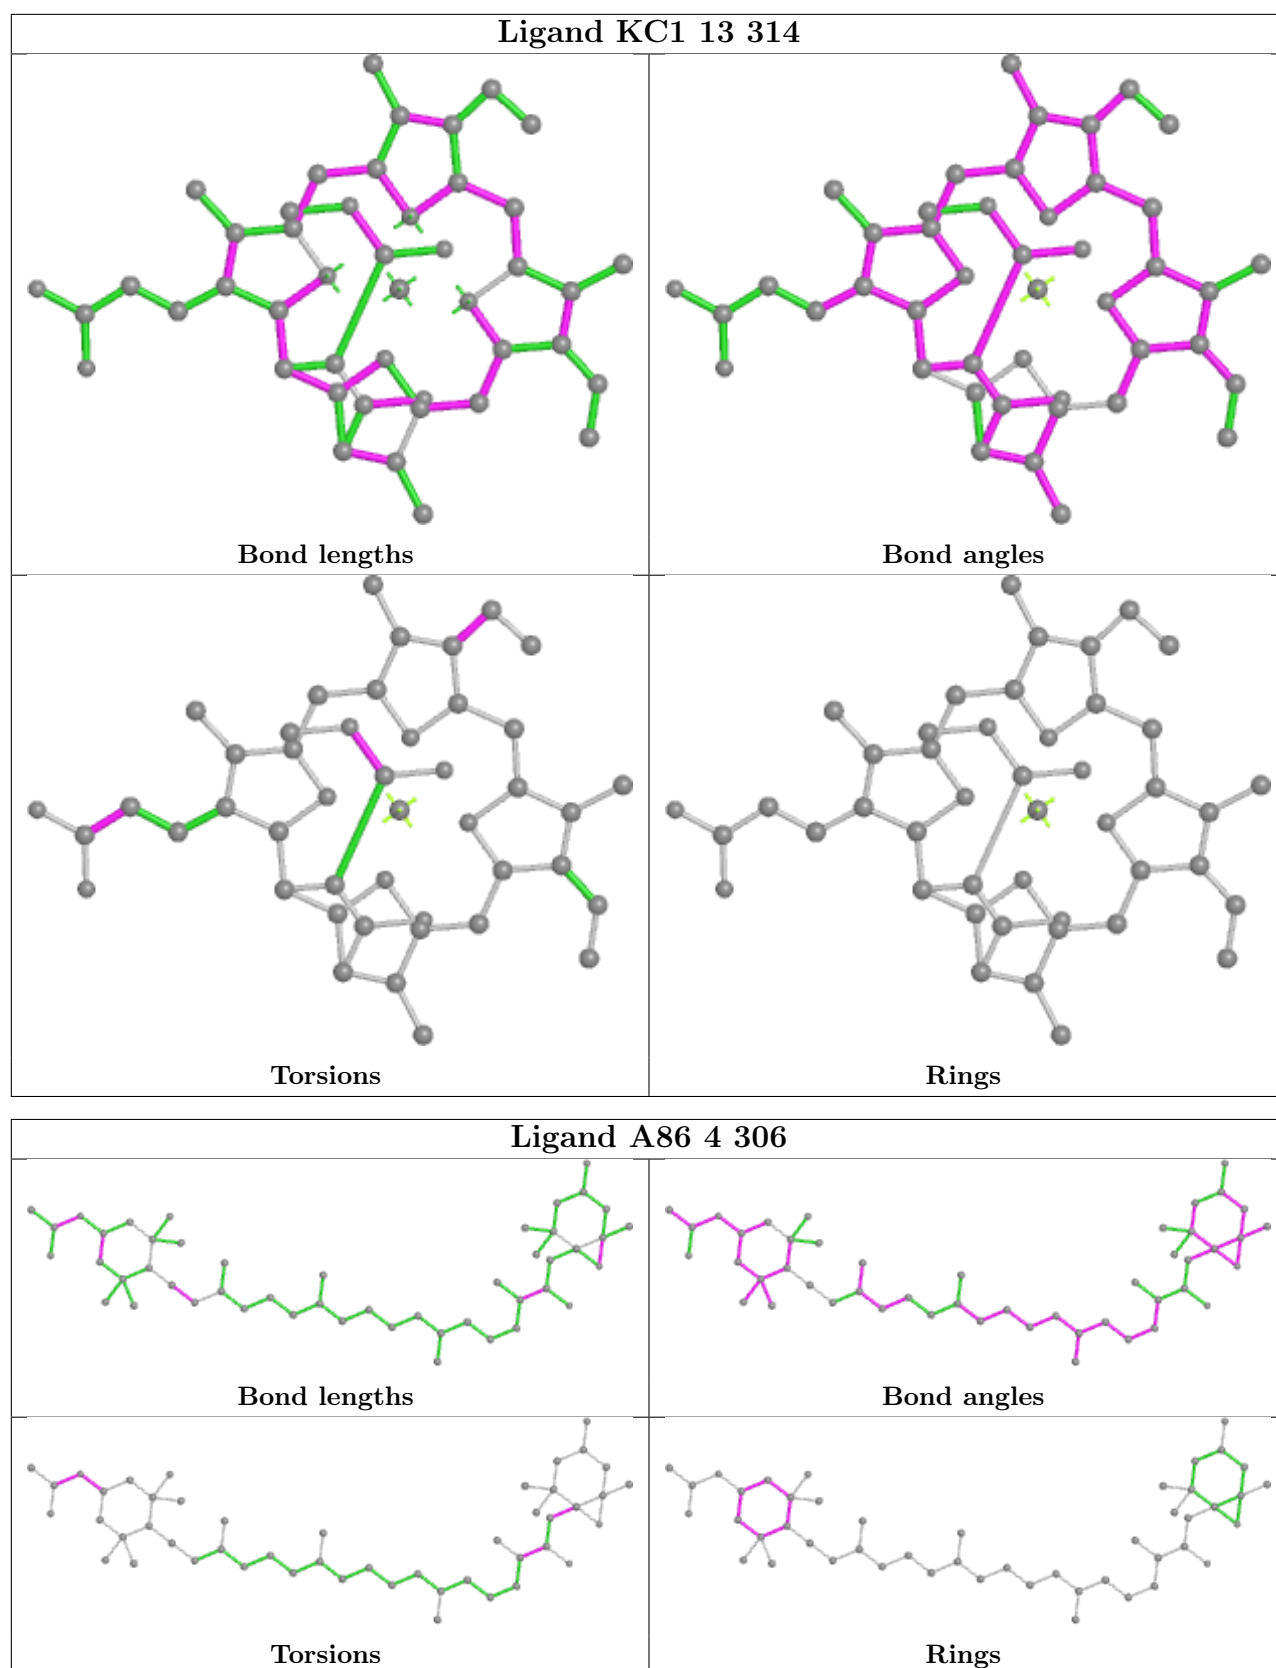 Ligand KC1 13 314
Bond lengths
Bond angles
Torsions
Rings
Ligand A86 4 306
Bond lengths
Bond angles
Torsions
Rings